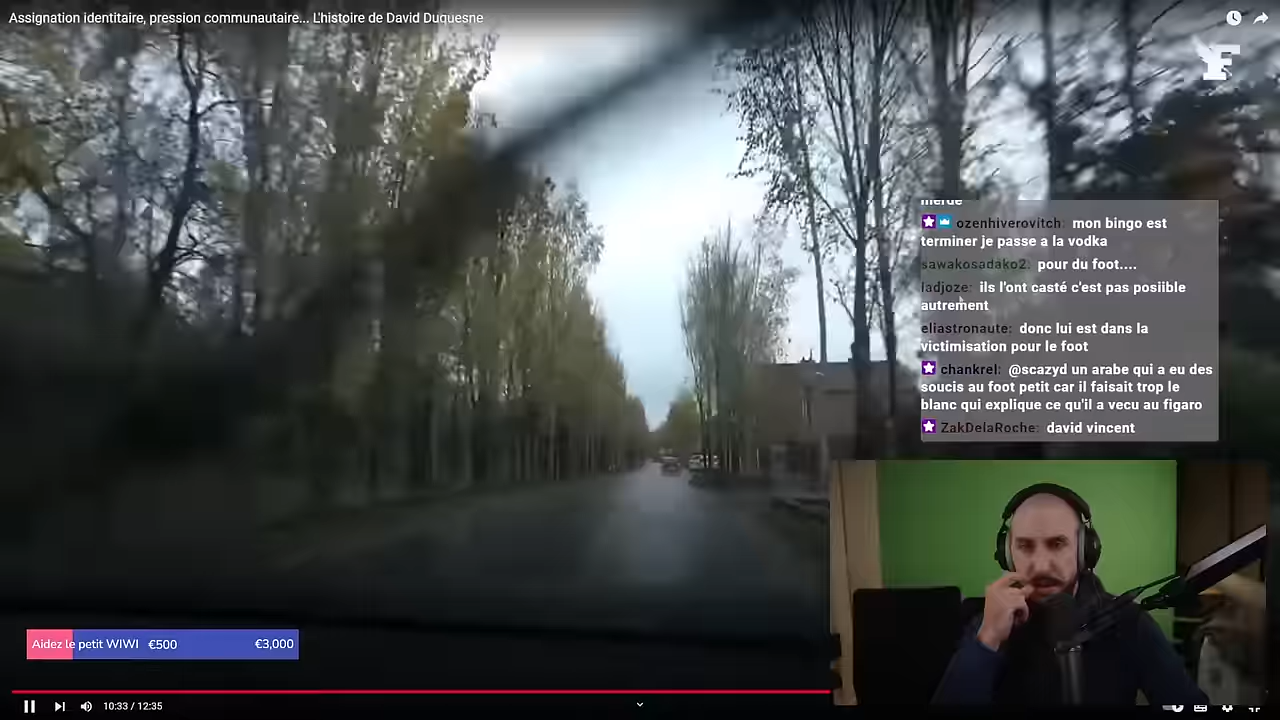 Assignation identitaire, pression communautaire... L'histoire de David Duquesne
F
merde
ozenhiverovitch: mon bingo est
terminer je passe a la vodka
sawakosadako2: pour du foot....
ladjoze: ils l'ont casté c'est pas posiible
autrement
eliastronaute: donc lui est dans la
victimisation pour le foot
chankrel: @scazyd un arabe qui a eu des
soucis au foot petit car il faisait trop le
blanc qui explique ce qu'il a vecu au figaro
ZakDelaRoche: david vincent
Aidez le petit WIWI €500 €3,000
10:33 / 12:35